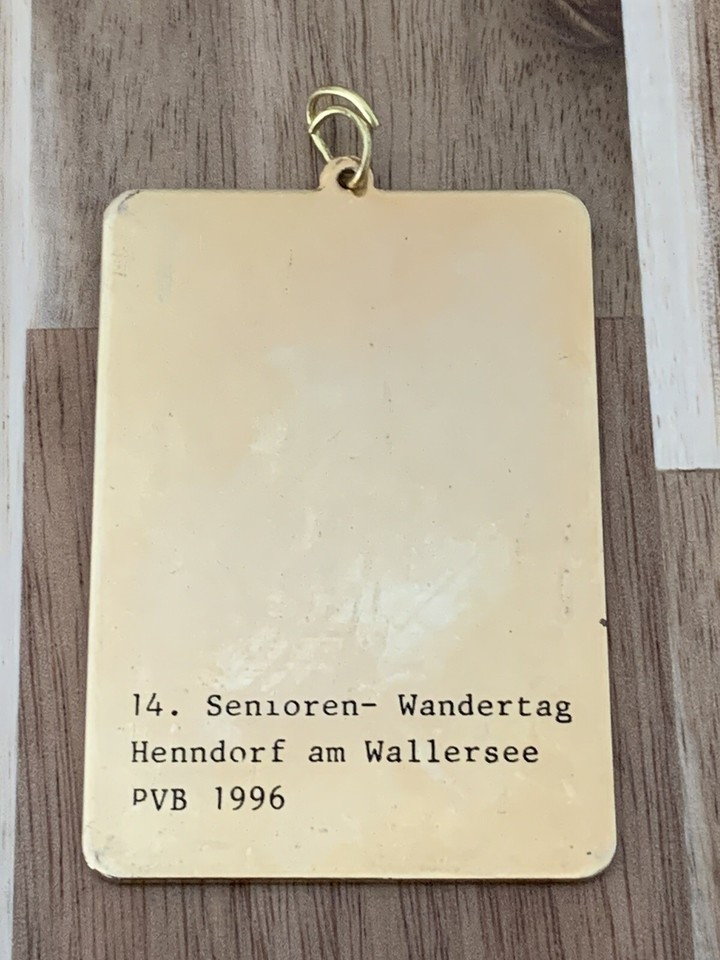 14. Senioren- Wandertag
Henndorf am Wallersee
PVB 1996